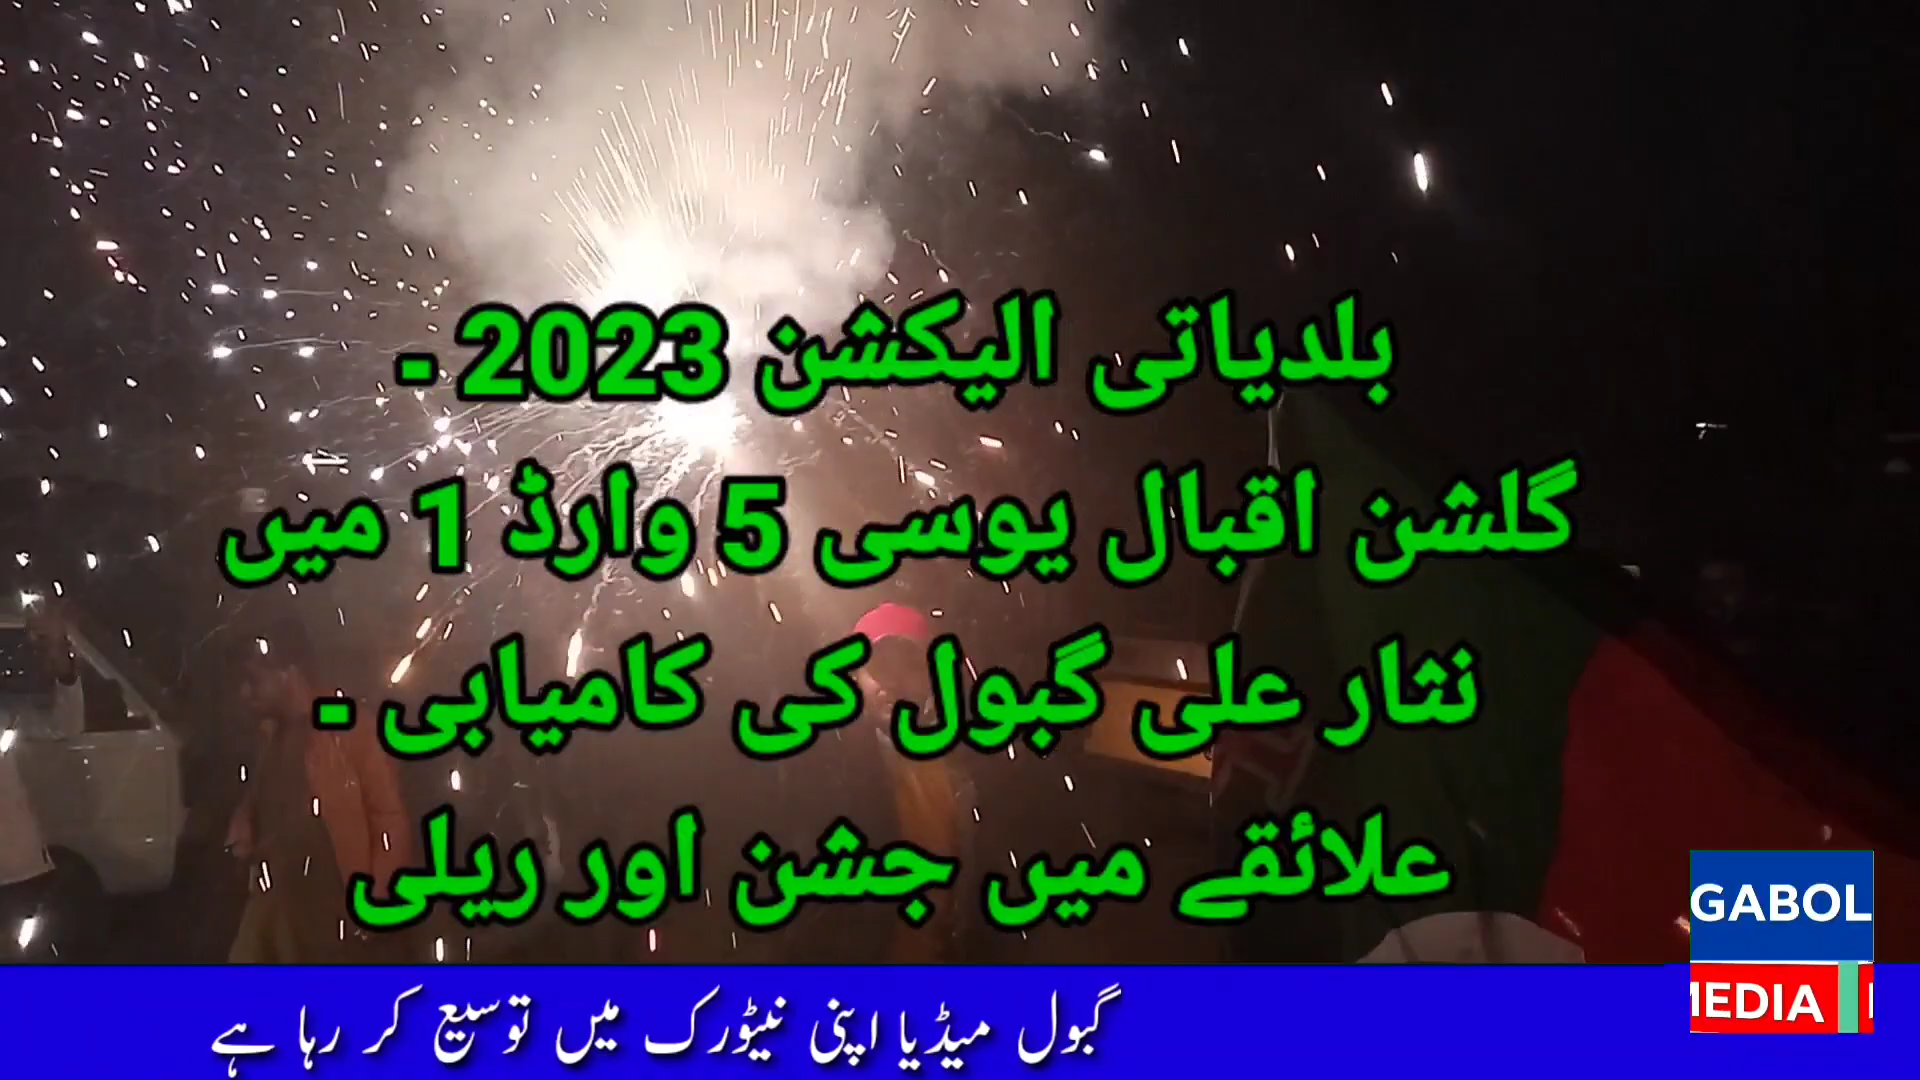 بلدیاتی الیکشن 2023 -
گلشن اقبال یوسی 5 وارڈ 1 میں
نثار علی گبول کی کامیابی -
علائقے میں جشن اور ریلی
GABOL
MEDIA
گبول میڈیا اپنی نیٹورک میں توسیع کر رہا ہے